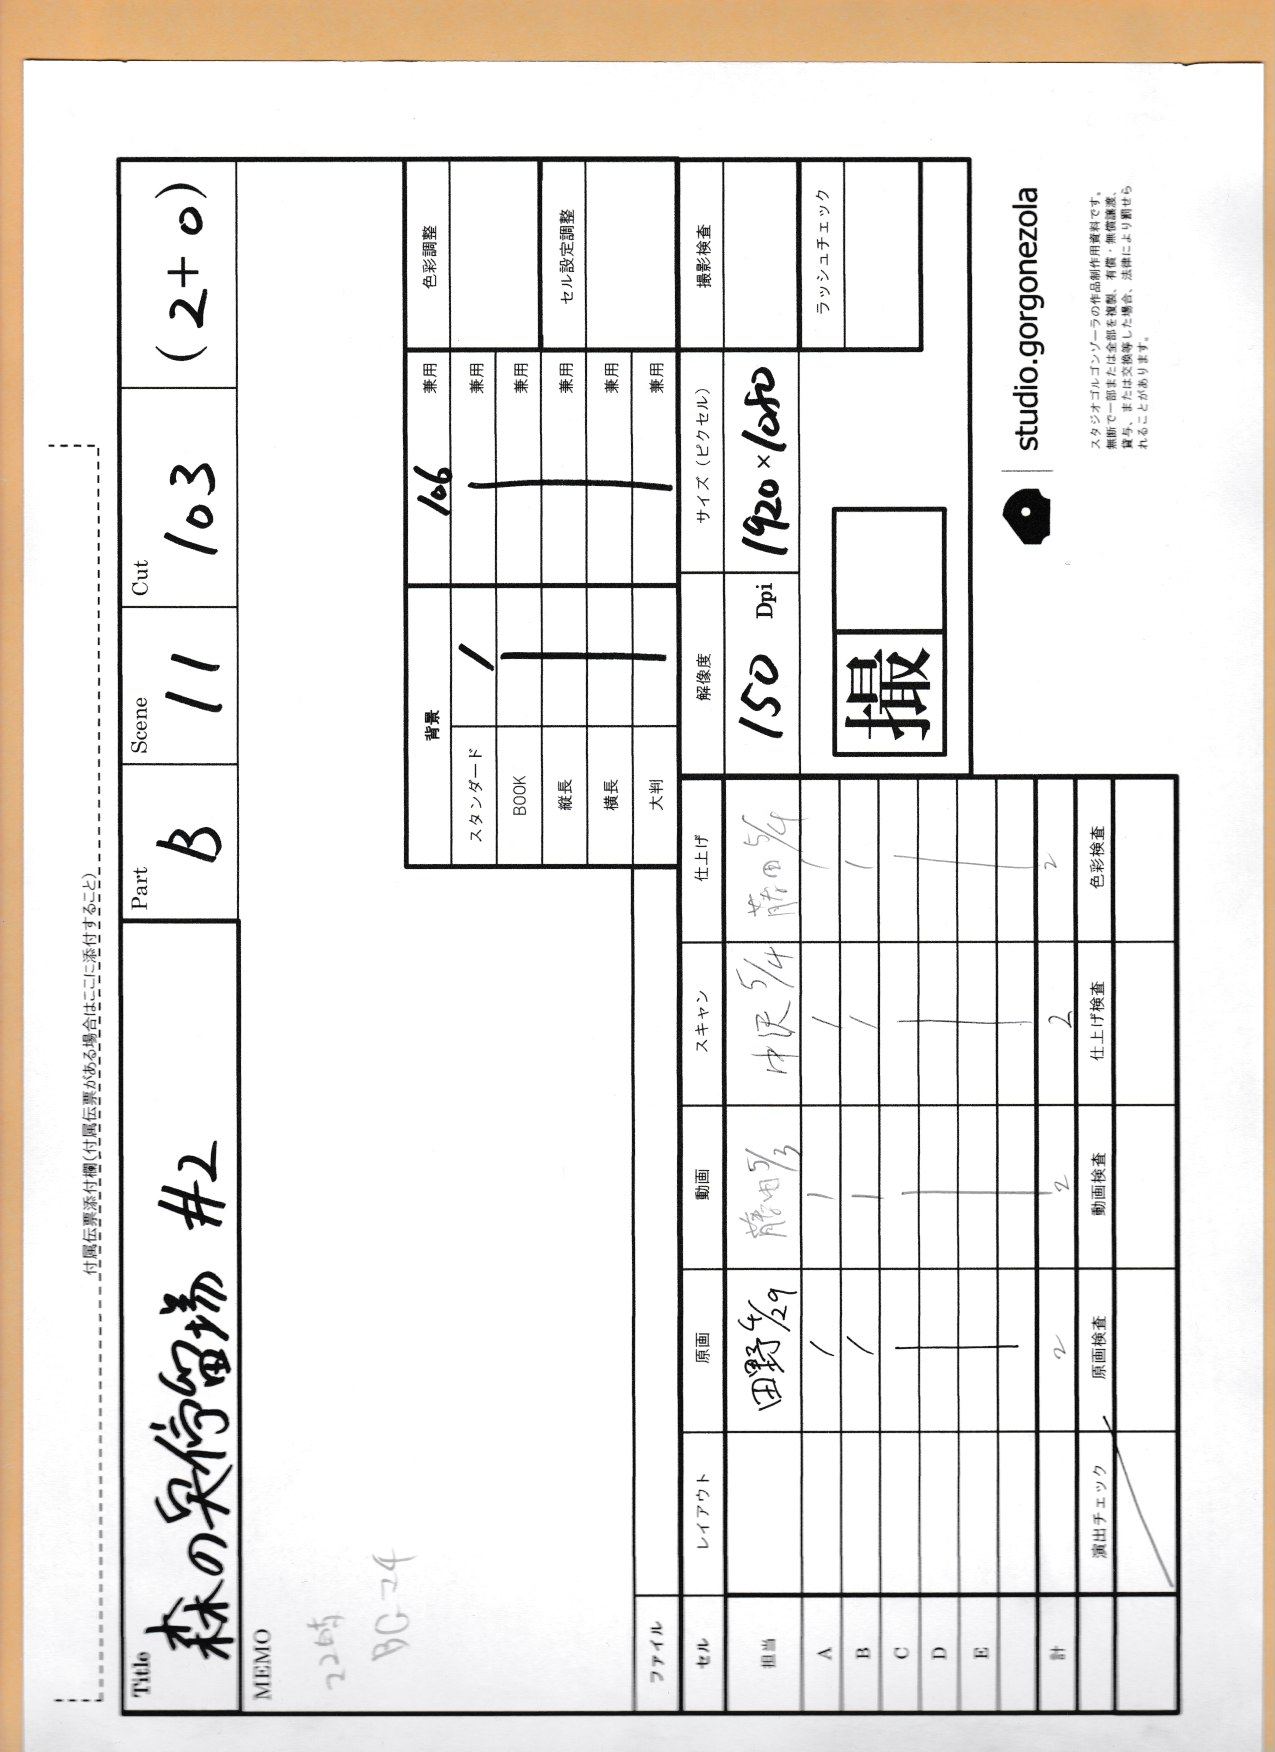 付属伝票添付欄(付属伝票がある場合はここに添付すること)
Title 森の泉停留場 #2
Part B
Scene 11
Cut 103
(2+0)
MEMO
22時
BG-24
背景 106 兼用 色彩調整
スタンダード 1 兼用
BOOK 兼用
縦長 兼用 セル設定調整
横長 兼用
大判 兼用
ファイル
セル レイアウト 原画 動画 スキャン 仕上げ
担当 田野 4/29 藤田 5/3 中沢 5/4 藤田 5/4
A 1 1 1 1
B 1 1 1 1
C
D
E
計 2 2 2 2
演出チェック 原画検査 動画検査 仕上げ検査 色彩検査
解像度 サイズ(ピクセル) 撮影検査
150 Dpi 1920×1080
ラッシュチェック
撮
studio.gorgonezola
スタジオゴルゴンゾーラの作品制作用資料です。
無断で一部または全部を複製、有償・無償譲渡、
貸与、または交換等した場合、法律により罰せら
れることがあります。